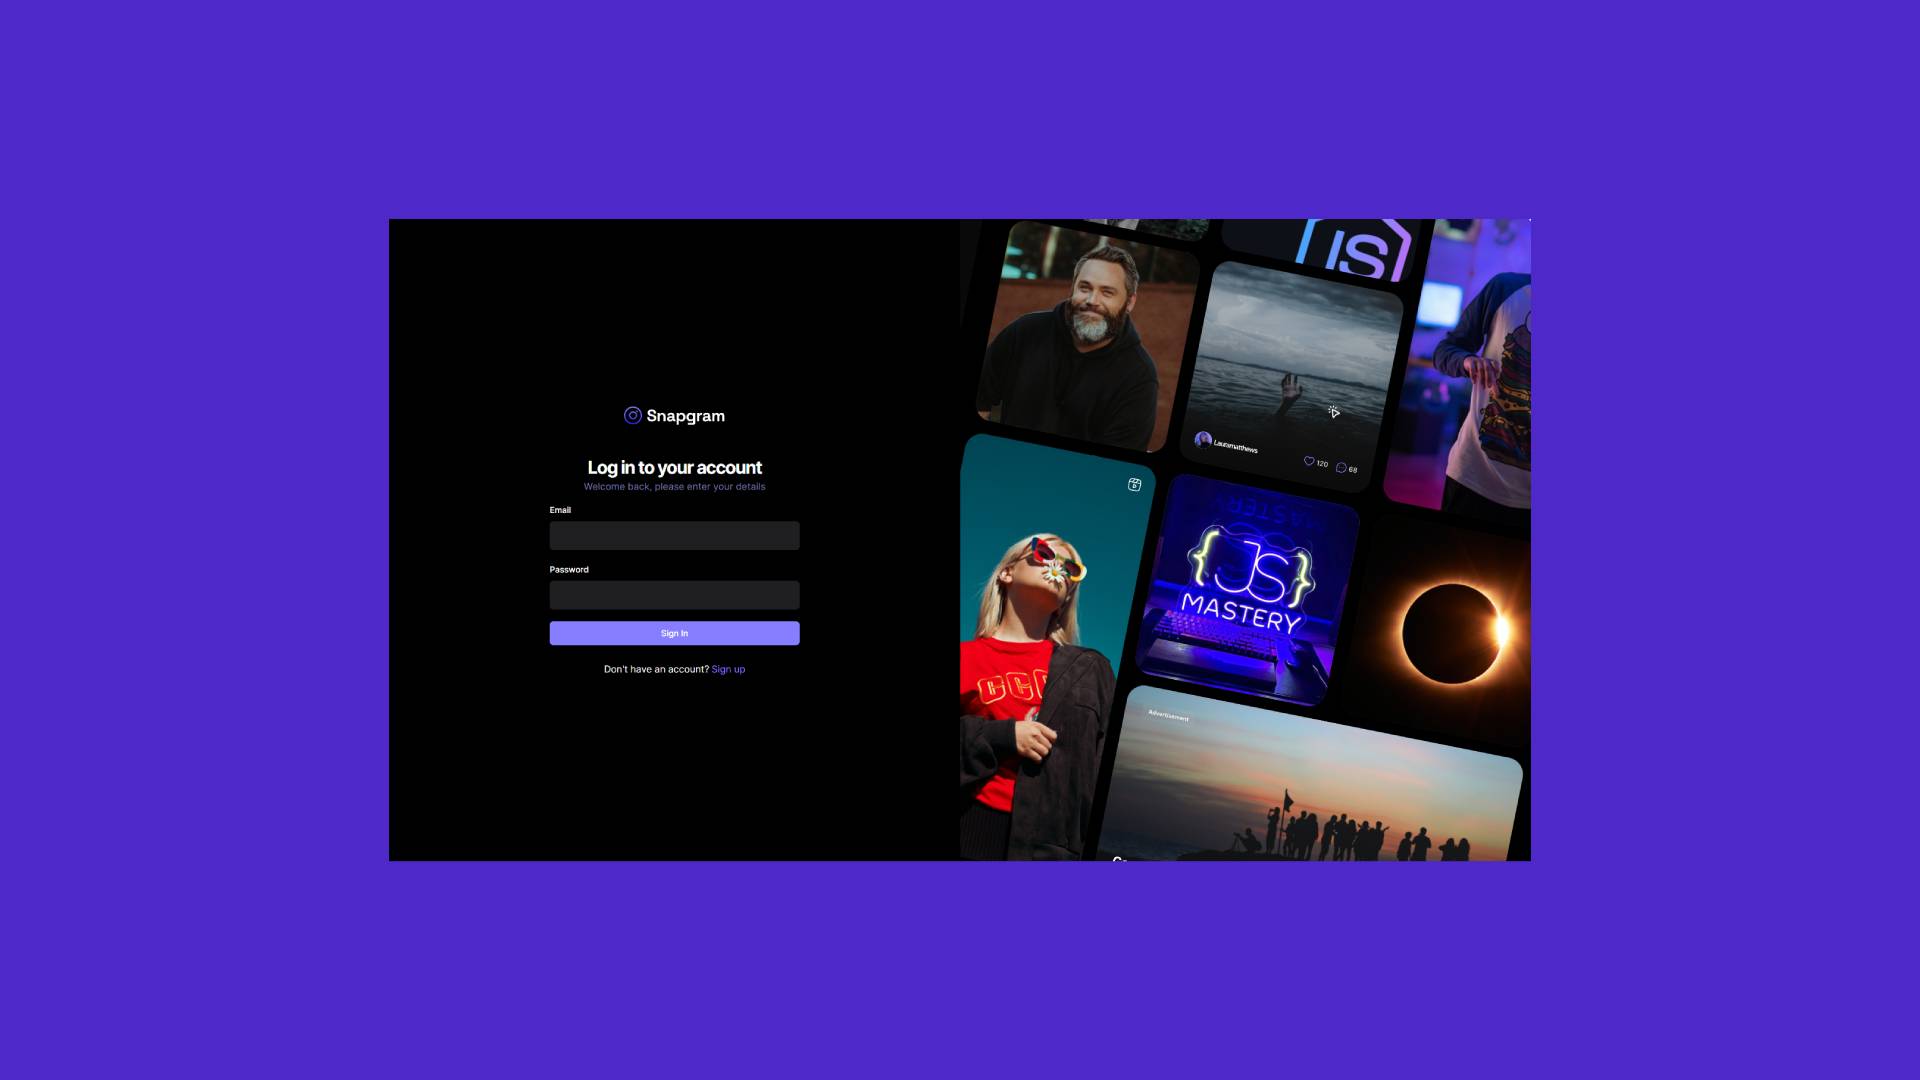 Snapgram
Log in to your account
Welcome back, please enter your details
Email
Password
Sign In
Don't have an account? Sign up
JS
Lauramatthews
120
68
CCC
{JS}
MASTERY
Advertisement